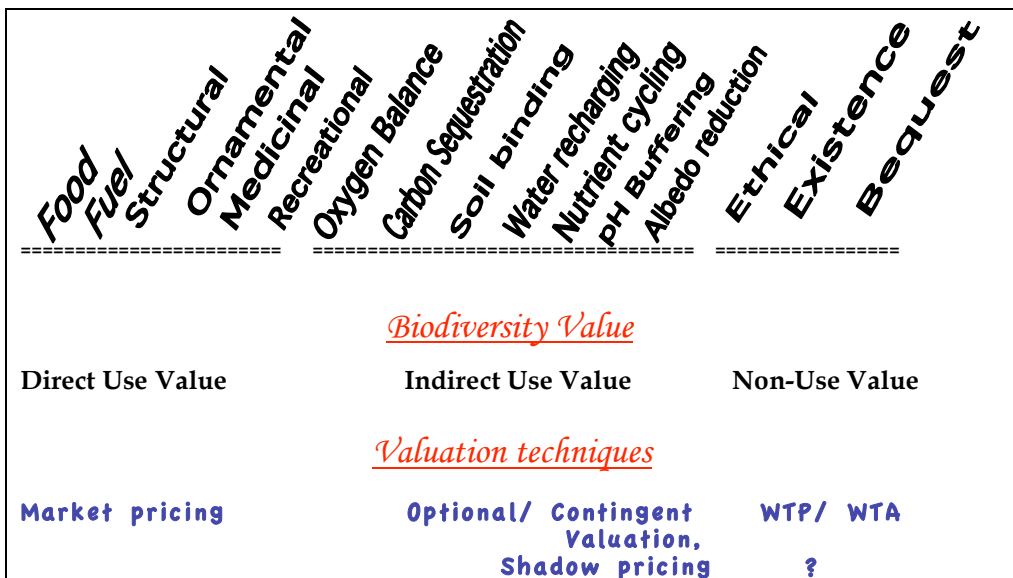 Food
Fuel
Structural
Ornamental
Medicinal
Recreational
Oxygen Balance
Carbon Sequestration
Soil binding
Water recharging
Nutrient cycling
pH Buffering
Albedo reduction
Ethical
Existence
Bequest
======================== =================================== =================
Biodiversity Value
Direct Use Value Indirect Use Value Non-Use Value
Valuation techniques
Market pricing Optional/ Contingent WTP/ WTA
Valuation,
Shadow pricing ?